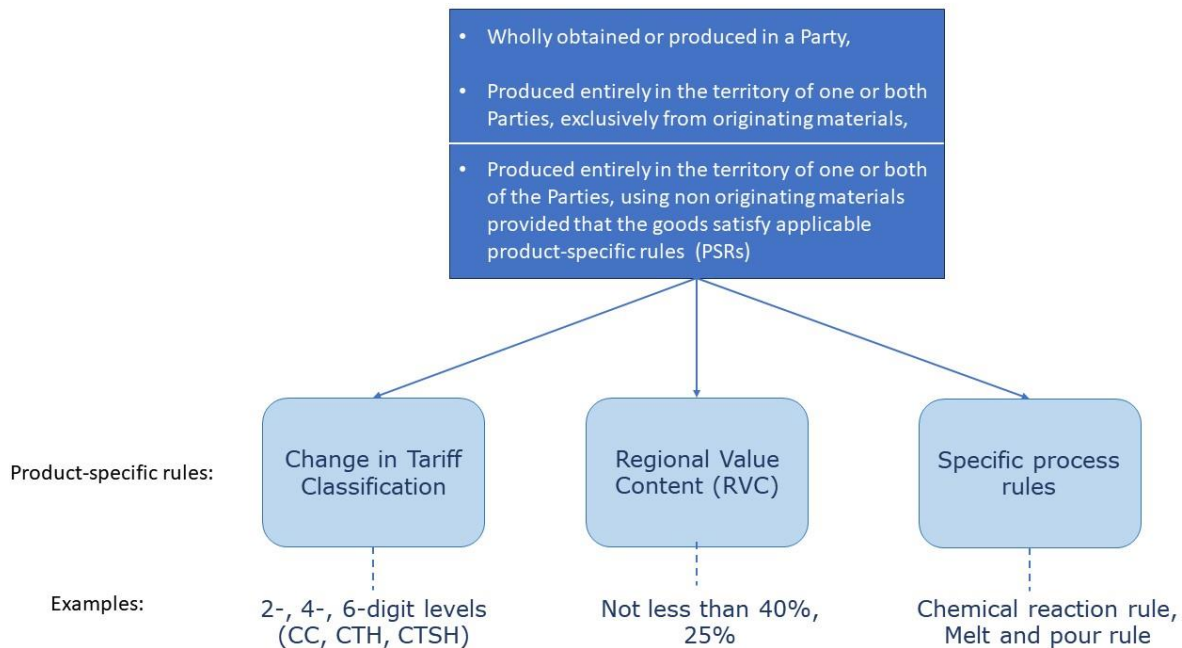 • Wholly obtained or produced in a Party,
• Produced entirely in the territory of one or both
Parties, exclusively from originating materials,
• Produced entirely in the territory of one or both
of the Parties, using non originating materials
provided that the goods satisfy applicable
product-specific rules (PSRs)
Product-specific rules:
Change in Tariff
Classification
Regional Value
Content (RVC)
Specific process
rules
Examples:
2-, 4-, 6-digit levels
(CC, CTH, CTSH)
Not less than 40%,
25%
Chemical reaction rule,
Melt and pour rule